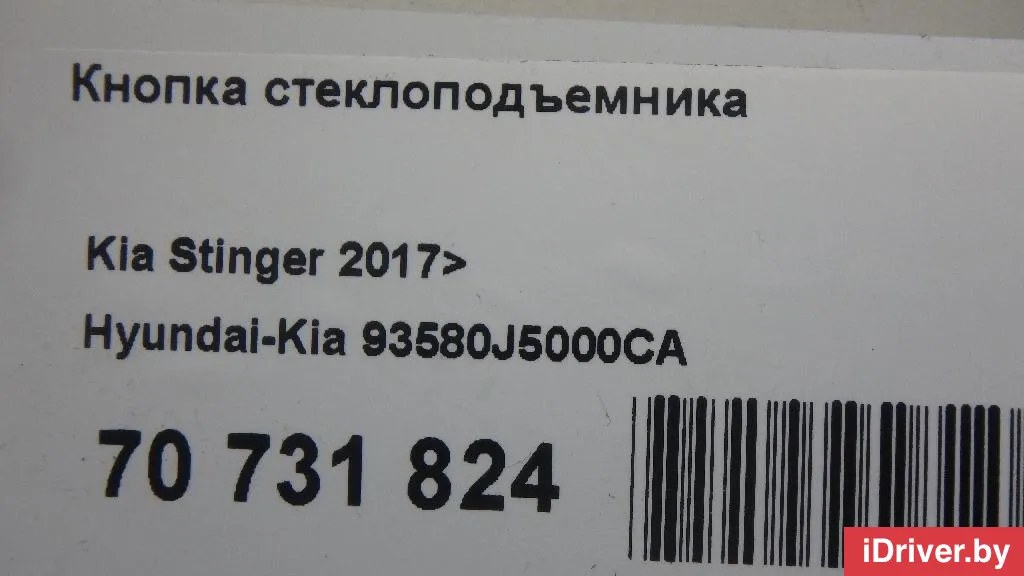 Кнопка стеклоподъемника
Kia Stinger 2017>
Hyundai-Kia 93580J5000CA
70 731 824
iDriver.by